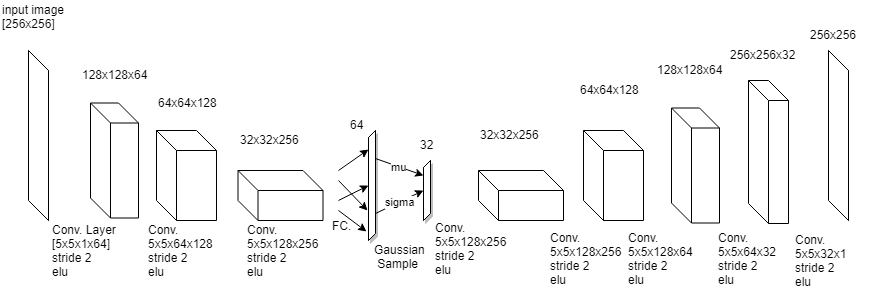 input image
[256x256]
128x128x64
64x64x128
32x32x256
64
32
32x32x256
64x64x128
128x128x64
256x256x32
256x256
mu
sigma
FC.
Gaussian
Sample
Conv. Layer
[5x5x1x64]
stride 2
elu
Conv.
5x5x64x128
stride 2
elu
Conv.
5x5x128x256
stride 2
elu
Conv.
5x5x128x256
stride 2
elu
Conv.
5x5x128x256
stride 2
elu
Conv.
5x5x128x64
stride 2
elu
Conv.
5x5x64x32
stride 2
elu
Conv.
5x5x32x1
stride 2
elu